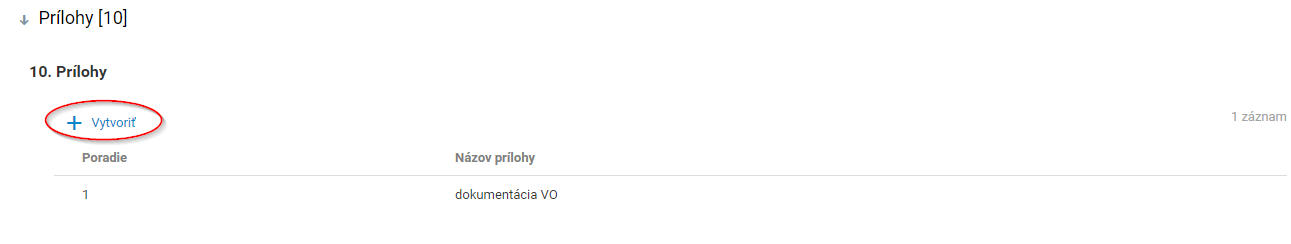 Prílohy [10]
10. Prílohy
Vytvoriť
1 záznam
Poradie Názov prílohy
1 dokumentácia VO